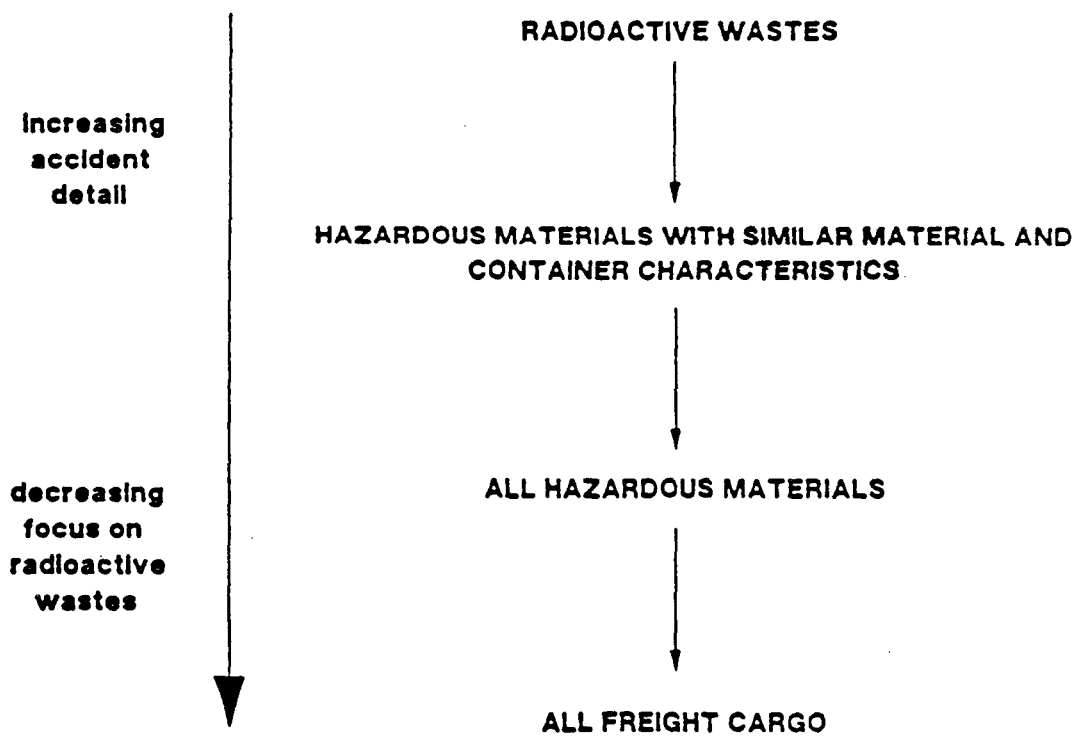 RADIOACTIVE WASTES
increasing
accident
detail
HAZARDOUS MATERIALS WITH SIMILAR MATERIAL AND
CONTAINER CHARACTERISTICS
decreasing
focus on
radioactive
wastes
ALL HAZARDOUS MATERIALS
ALL FREIGHT CARGO